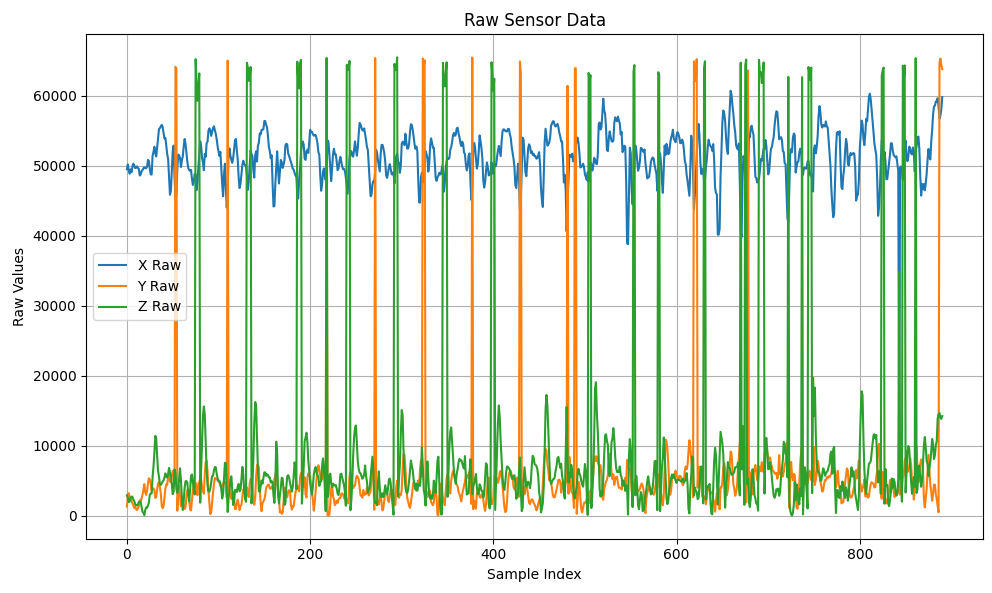 Raw Sensor Data
60000
50000
40000
30000
20000
10000
0
Raw Values
X Raw
Y Raw
Z Raw
0 200 400 600 800
Sample Index